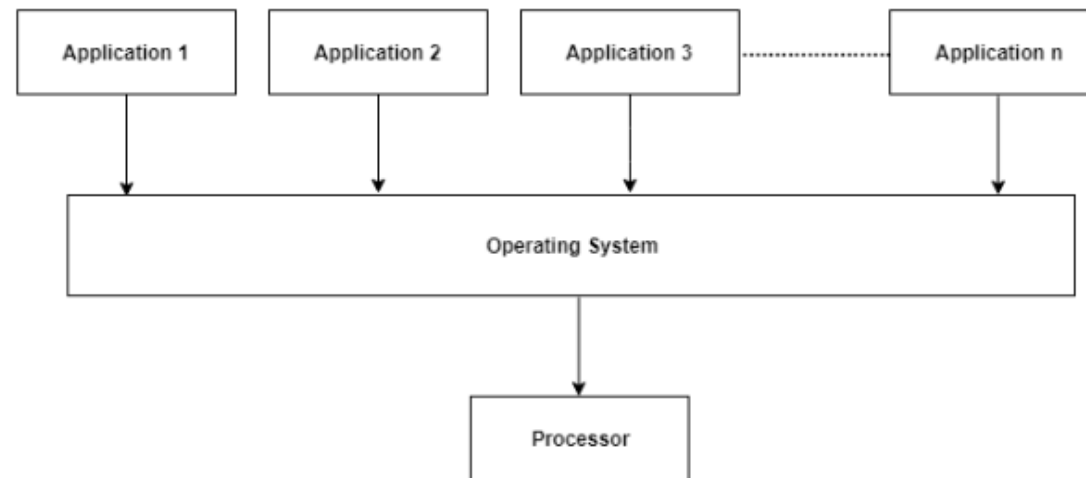 Application 1
Application 2
Application 3
Application n
Operating System
Processor